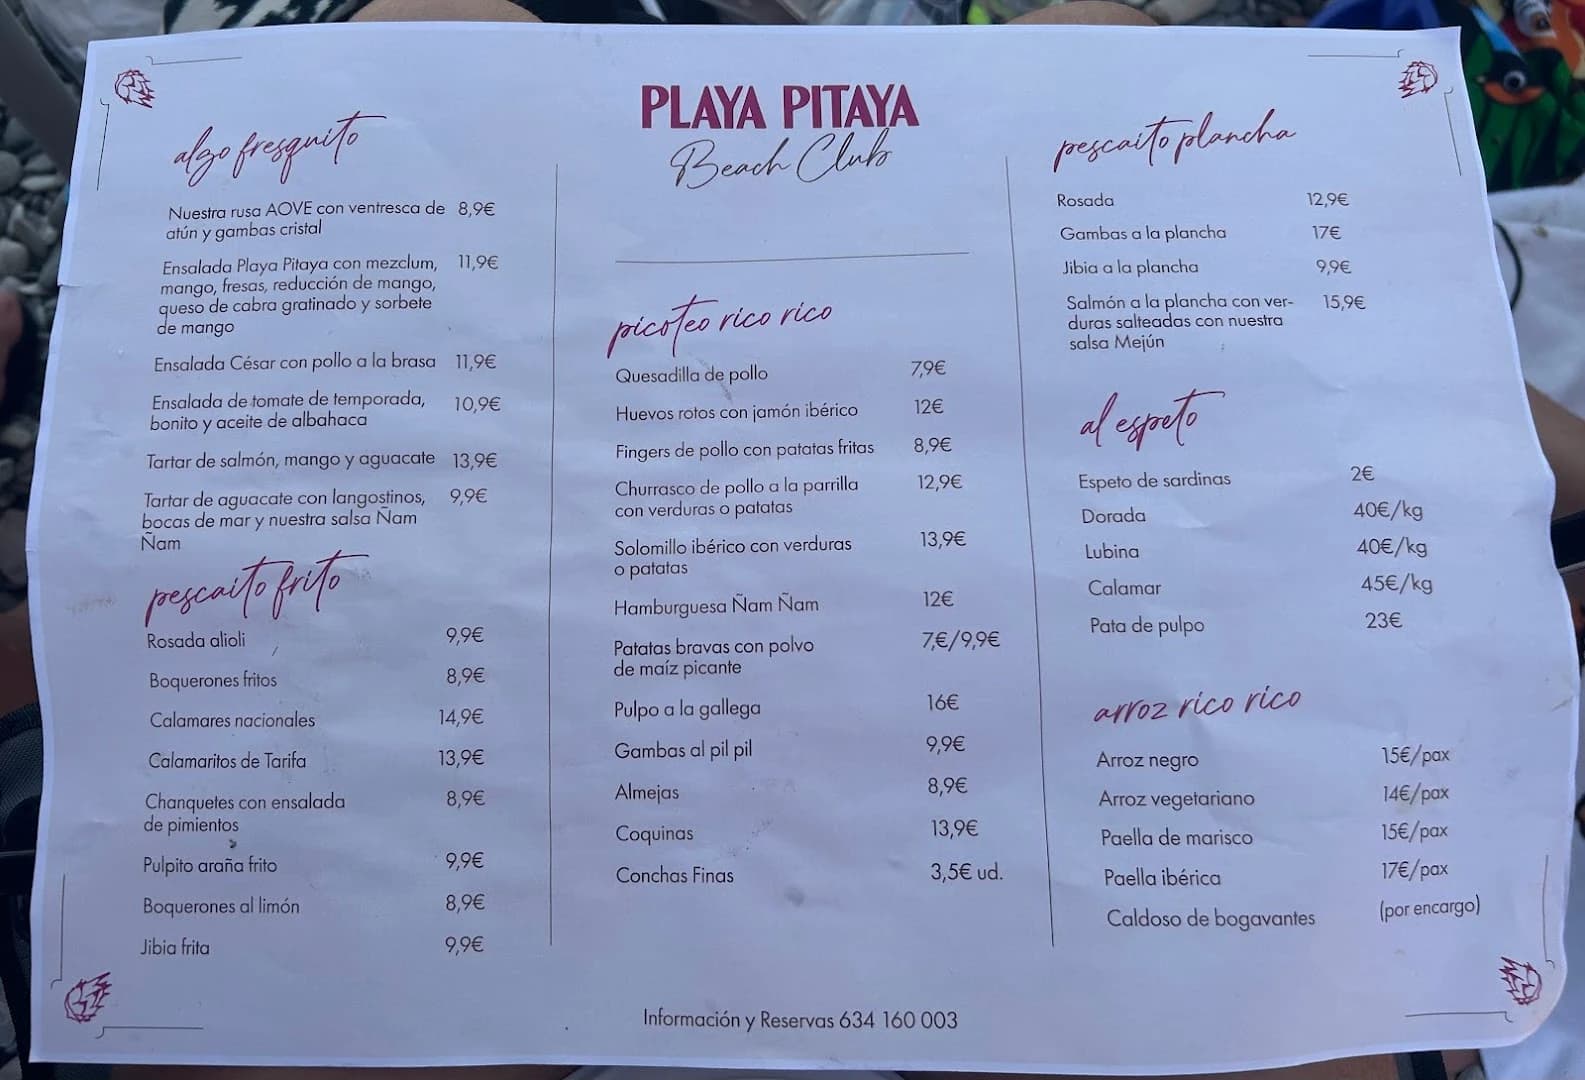 PLAYA PITAYA
Beach Club
algo fresquito
Nuestra rusa AOVE con ventresca de 8,9€
atún y gambas cristal
Ensalada Playa Pitaya con mezclum, 11,9€
mango, fresas, reducción de mango,
queso de cabra gratinado y sorbete
de mango
Ensalada César con pollo a la brasa 11,9€
Ensalada de tomate de temporada, 10,9€
bonito y aceite de albahaca
Tartar de salmón, mango y aguacate 13,9€
Tartar de aguacate con langostinos, 9,9€
bocas de mar y nuestra salsa Ñam
Ñam
pescaito frito
Rosada alioli 9,9€
Boquerones fritos 8,9€
Calamares nacionales 14,9€
Calamaritos de Tarifa 13,9€
Chanquetes con ensalada 8,9€
de pimientos
Pulpito araña frito 9,9€
Boquerones al limón 8,9€
Jibia frita 9,9€
picoteo rico rico
Quesadilla de pollo 7,9€
Huevos rotos con jamón ibérico 12€
Fingers de pollo con patatas fritas 8,9€
Churrasco de pollo a la parrilla 12,9€
con verduras o patatas
Solomillo ibérico con verduras 13,9€
o patatas
Hamburguesa Ñam Ñam 12€
Patatas bravas con polvo 7,€/9,9€
de maíz picante
Pulpo a la gallega 16€
Gambas al pil pil 9,9€
Almejas 8,9€
Coquinas 13,9€
Conchas Finas 3,5€ ud.
pescaito plancha
Rosada 12,9€
Gambas a la plancha 17€
Jibia a la plancha 9,9€
Salmón a la plancha con ver- 15,9€
duras salteadas con nuestra
salsa Mejún
al espeto
Espeto de sardinas 2€
Dorada 40€/kg
Lubina 40€/kg
Calamar 45€/kg
Pata de pulpo 23€
arroz rico rico
Arroz negro 15€/pax
Arroz vegetariano 14€/pax
Paella de marisco 15€/pax
Paella ibérica 17€/pax
Caldoso de bogavantes (por encargo)
Información y Reservas 634 160 003